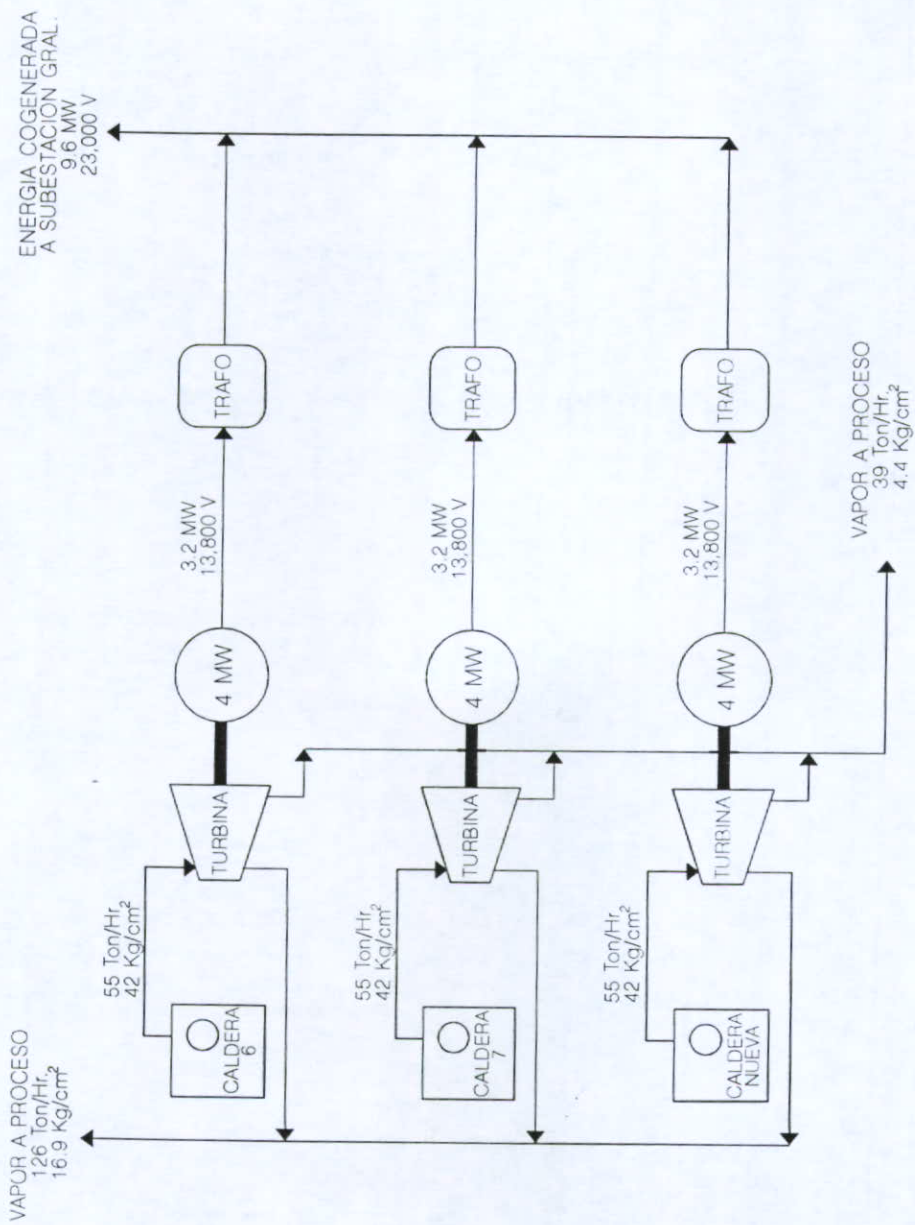 VAPOR A PROCESO
126 Ton/Hr.
16.9 Kg/cm²
55 Ton/Hr.
42 Kg/cm²
CALDERA
6
TURBINA
4 MW
3.2 MW
13,800 V
TRAFO
ENERGIA COGENERADA
A SUBESTACION GRAL.
9.6 MW
23,000 V
55 Ton/Hr.
42 Kg/cm²
CALDERA
7
TURBINA
4 MW
3.2 MW
13,800 V
TRAFO
55 Ton/Hr.
42 Kg/cm²
CALDERA
NUEVA
TURBINA
4 MW
3.2 MW
13,800 V
TRAFO
VAPOR A PROCESO
39 Ton/Hr.
4.4 Kg/cm²